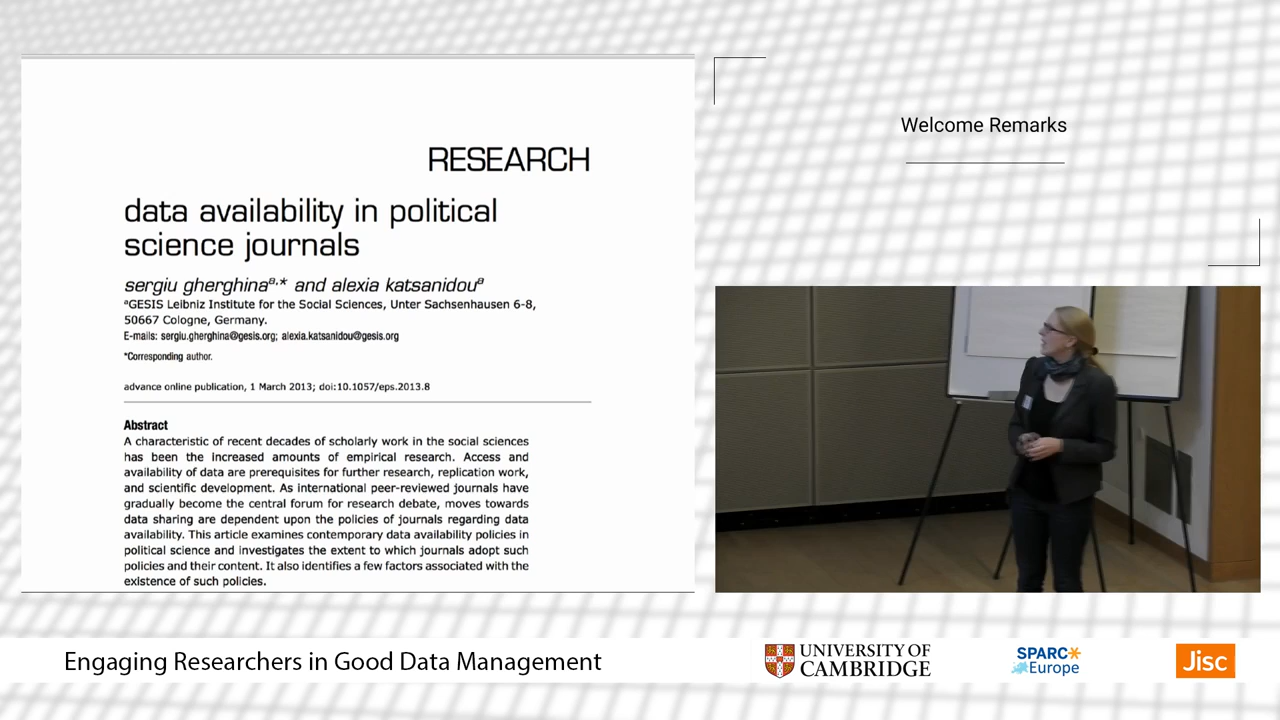 RESEARCH
data availability in political
science journals
sergiu gherghinaa,* and alexia katsanidoua
aGESIS Leibniz Institute for the Social Sciences, Unter Sachsenhausen 6-8,
50667 Cologne, Germany.
E-mails: sergiu.gherghina@gesis.org; alexia.katsanidou@gesis.org
*Corresponding author.
advance online publication, 1 March 2013; doi:10.1057/eps.2013.8
Abstract
A characteristic of recent decades of scholarly work in the social sciences
has been the increased amounts of empirical research. Access and
availability of data are prerequisites for further research, replication work,
and scientific development. As international peer-reviewed journals have
gradually become the central forum for research debate, moves towards
data sharing are dependent upon the policies of journals regarding data
availability. This article examines contemporary data availability policies in
political science and investigates the extent to which journals adopt such
policies and their content. It also identifies a few factors associated with the
existence of such policies.
Welcome Remarks
Engaging Researchers in Good Data Management
UNIVERSITY OF
CAMBRIDGE
SPARC
Europe
Jisc